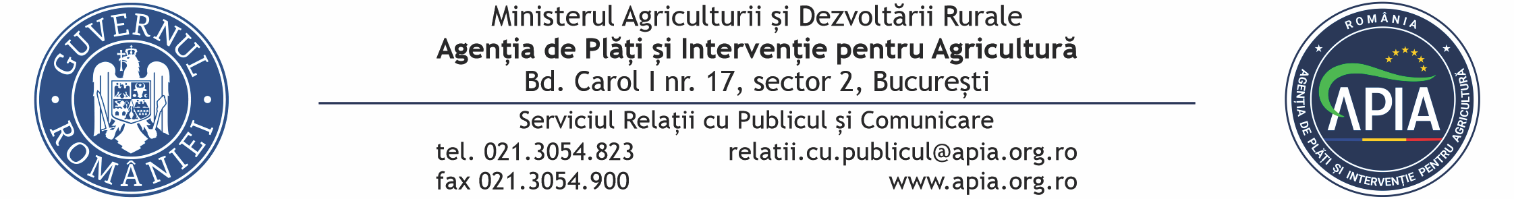 GUVERNUL ROMÂNIEI
Ministerul Agriculturii și Dezvoltării Rurale
Agenția de Plăți și Intervenție pentru Agricultură
Bd. Carol I nr. 17, sector 2, București
Serviciul Relații cu Publicul și Comunicare
tel. 021.3054.823 relatii.cu.publicul@apia.org.ro
fax 021.3054.900 www.apia.org.ro
ROMÂNIA
APIA
AGENȚIA DE PLĂȚI ȘI INTERVENȚIE PENTRU AGRICULTURĂ